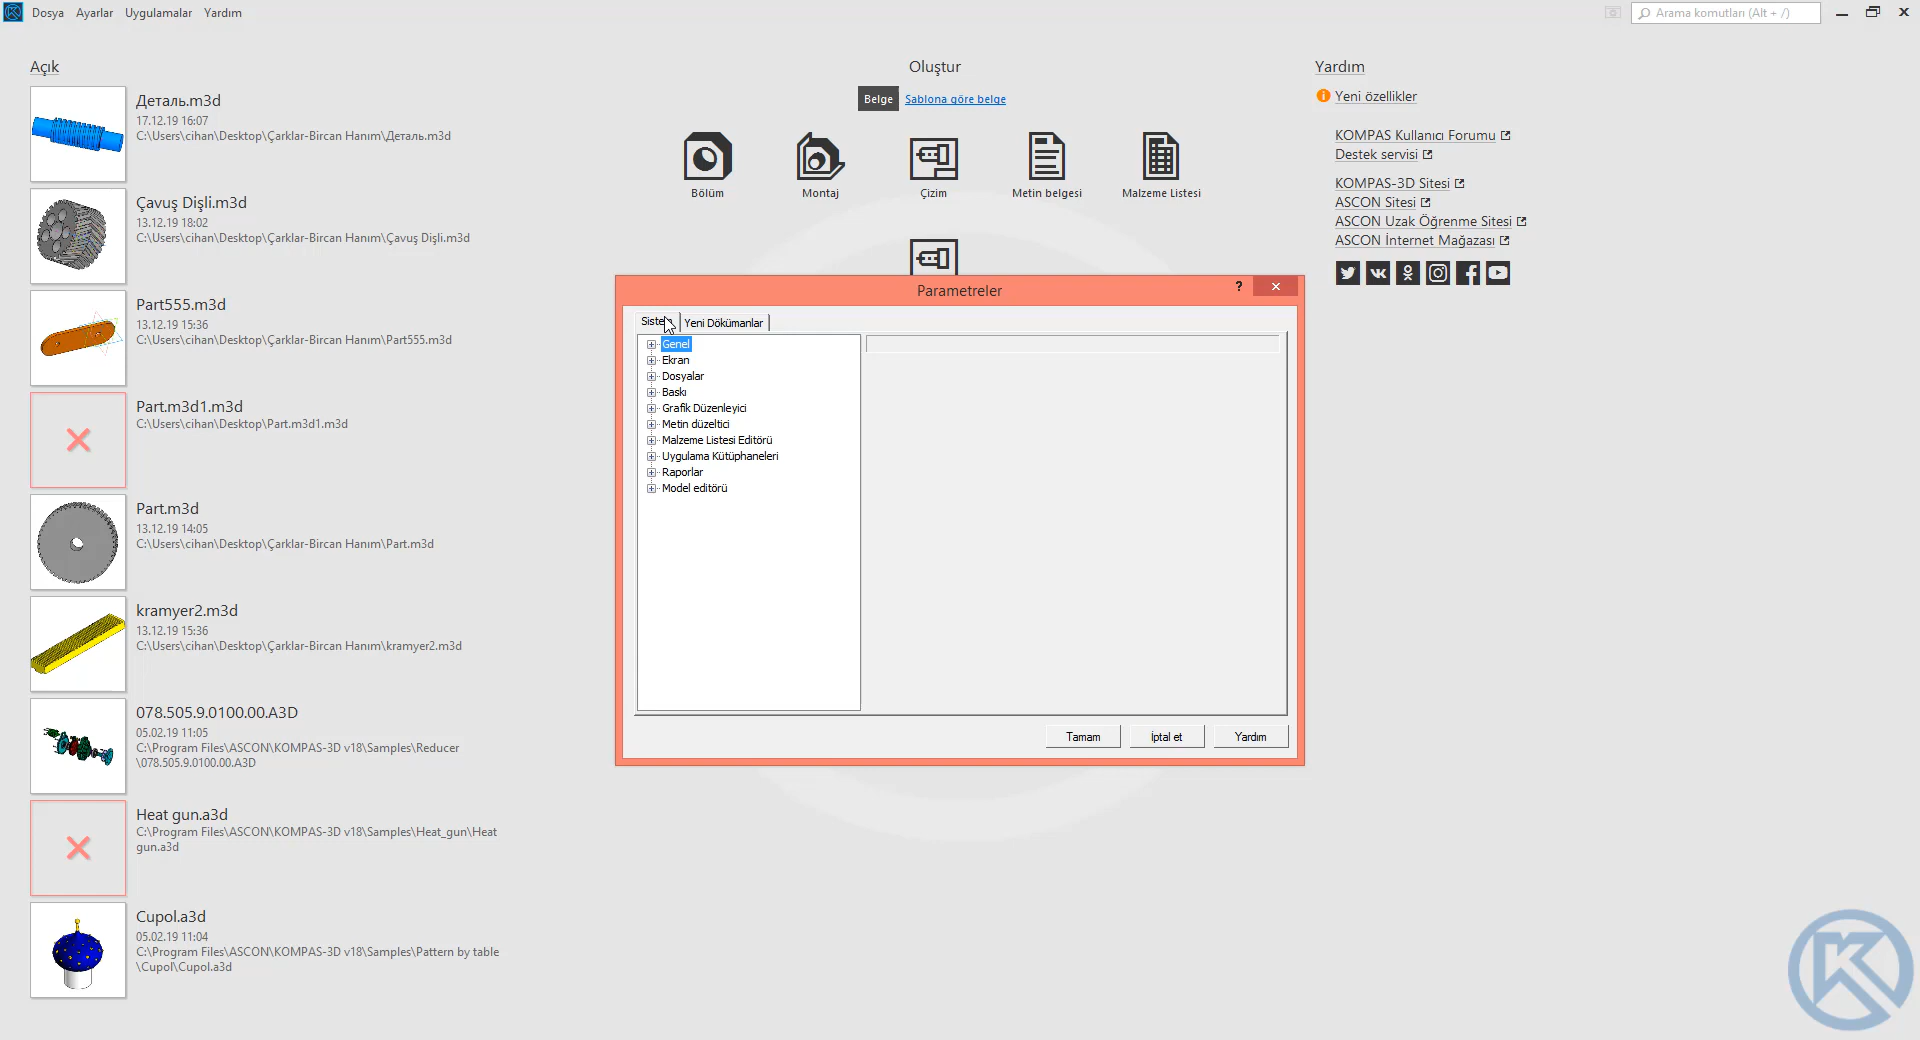 Dosya Ayarlar Uygulamalar Yardım
Arama komutları (Alt + /)
Açık
Деталь.m3d
17.12.19 16:07
C:\Users\cihan\Desktop\Çarklar-Bircan Hanım\Деталь.m3d
Çavuş Dişli.m3d
13.12.19 18:02
C:\Users\cihan\Desktop\Çarklar-Bircan Hanım\Çavuş Dişli.m3d
Part555.m3d
13.12.19 15:36
C:\Users\cihan\Desktop\Çarklar-Bircan Hanım\Part555.m3d
Part.m3d1.m3d
C:\Users\cihan\Desktop\Part.m3d1.m3d
Part.m3d
13.12.19 14:05
C:\Users\cihan\Desktop\Çarklar-Bircan Hanım\Part.m3d
kramyer2.m3d
13.12.19 15:36
C:\Users\cihan\Desktop\Çarklar-Bircan Hanım\kramyer2.m3d
078.505.9.0100.00.A3D
05.02.19 11:05
C:\Program Files\ASCON\KOMPAS-3D v18\Samples\Reducer
\078.505.9.0100.00.A3D
Heat gun.a3d
C:\Program Files\ASCON\KOMPAS-3D v18\Samples\Heat_gun\Heat
gun.a3d
Cupol.a3d
05.02.19 11:04
C:\Program Files\ASCON\KOMPAS-3D v18\Samples\Pattern by table
\Cupol\Cupol.a3d
Oluştur
Belge Şablona göre belge
Bölüm Montaj Çizim Metin belgesi Malzeme Listesi
Parametreler
Yeni Dökümanlar
Genel
Ekran
Dosyalar
Baskı
Grafik Düzenleyici
Metin düzeltici
Malzeme Listesi Editörü
Uygulama Kütüphaneleri
Raporlar
Model editörü
Tamam İptal et Yardım
Yardım
Yeni özellikler
KOMPAS Kullanıcı Forumu
Destek servisi
KOMPAS-3D Sitesi
ASCON Sitesi
ASCON Uzak Öğrenme Sitesi
ASCON İnternet Mağazası